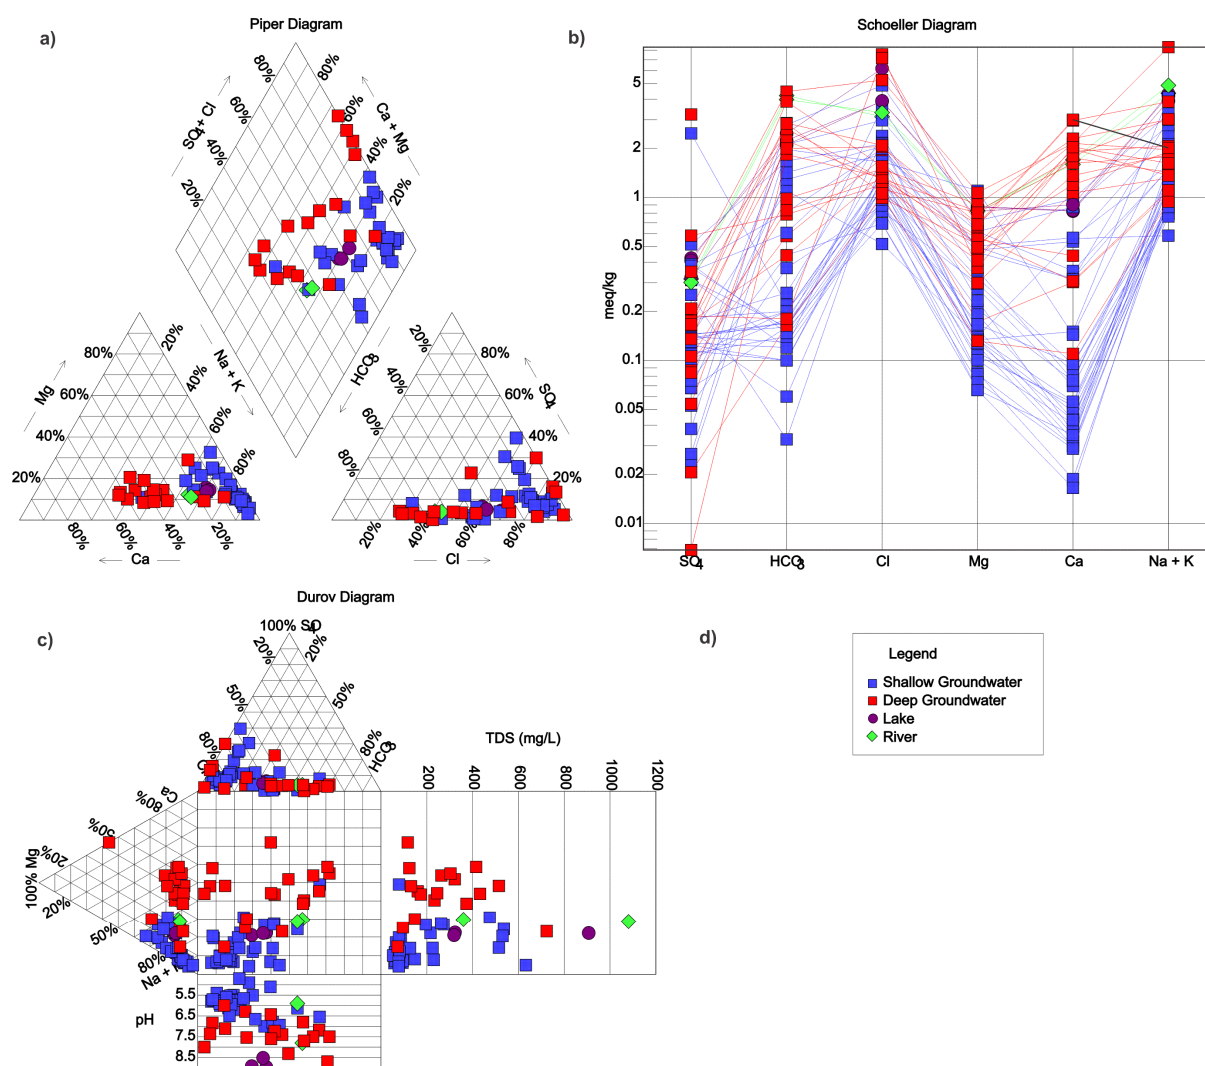 a)
Piper Diagram
80%
80%
SO4 + Cl
60%
60%
Ca + Mg
40%
40%
20%
20%
Mg
80%
20%
60%
40%
40%
60%
20%
80%
80%
60%
40%
20%
Ca
Na + K
HCO3
20%
80%
SO4
40%
60%
60%
40%
80%
20%
20%
40%
60%
80%
Cl
b)
Schoeller Diagram
meq/kg
5
2
1
0.5
0.2
0.1
0.05
0.02
0.01
SO4
HCO3
Cl
Mg
Ca
Na + K
c)
Durov Diagram
100% SO4
20%
20%
50%
50%
80%
80%
HCO3
Ca
80%
50%
20%
100% Mg
20%
50%
80%
Na + K
TDS (mg/L)
200
400
600
800
1000
1200
pH
5.5
6.5
7.5
8.5
d)
Legend
Shallow Groundwater
Deep Groundwater
Lake
River